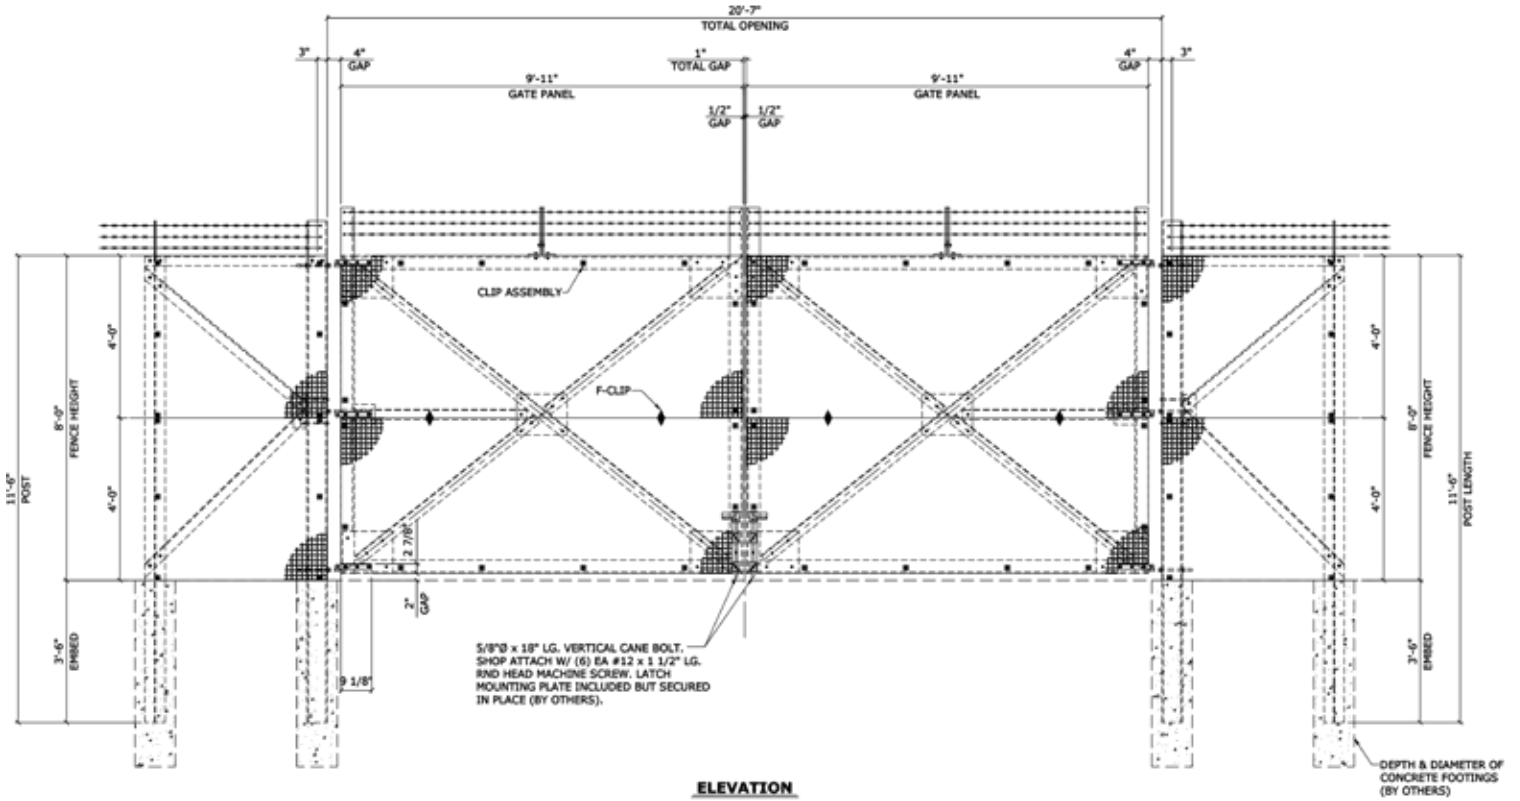 20'-7"
TOTAL OPENING
3"
4"
GAP
1"
TOTAL GAP
4"
GAP
3"
9'-11"
GATE PANEL
9'-11"
GATE PANEL
1/2"
GAP
1/2"
GAP
CLIP ASSEMBLY
F-CLIP
4'-0"
4'-0"
8'-0"
FENCE HEIGHT
11'-6"
POST
4'-0"
4'-0"
8'-0"
FENCE HEIGHT
11'-6"
POST LENGTH
2 7/8"
2"
GAP
9 1/8"
3'-6"
EMBED
3'-6"
EMBED
5/8"Ø x 18" LG. VERTICAL CANE BOLT.
SHOP ATTACH W/ (6) EA #12 x 1 1/2" LG.
RND HEAD MACHINE SCREW. LATCH
MOUNTING PLATE INCLUDED BUT SECURED
IN PLACE (BY OTHERS).
DEPTH & DIAMETER OF
CONCRETE FOOTINGS
(BY OTHERS)
ELEVATION